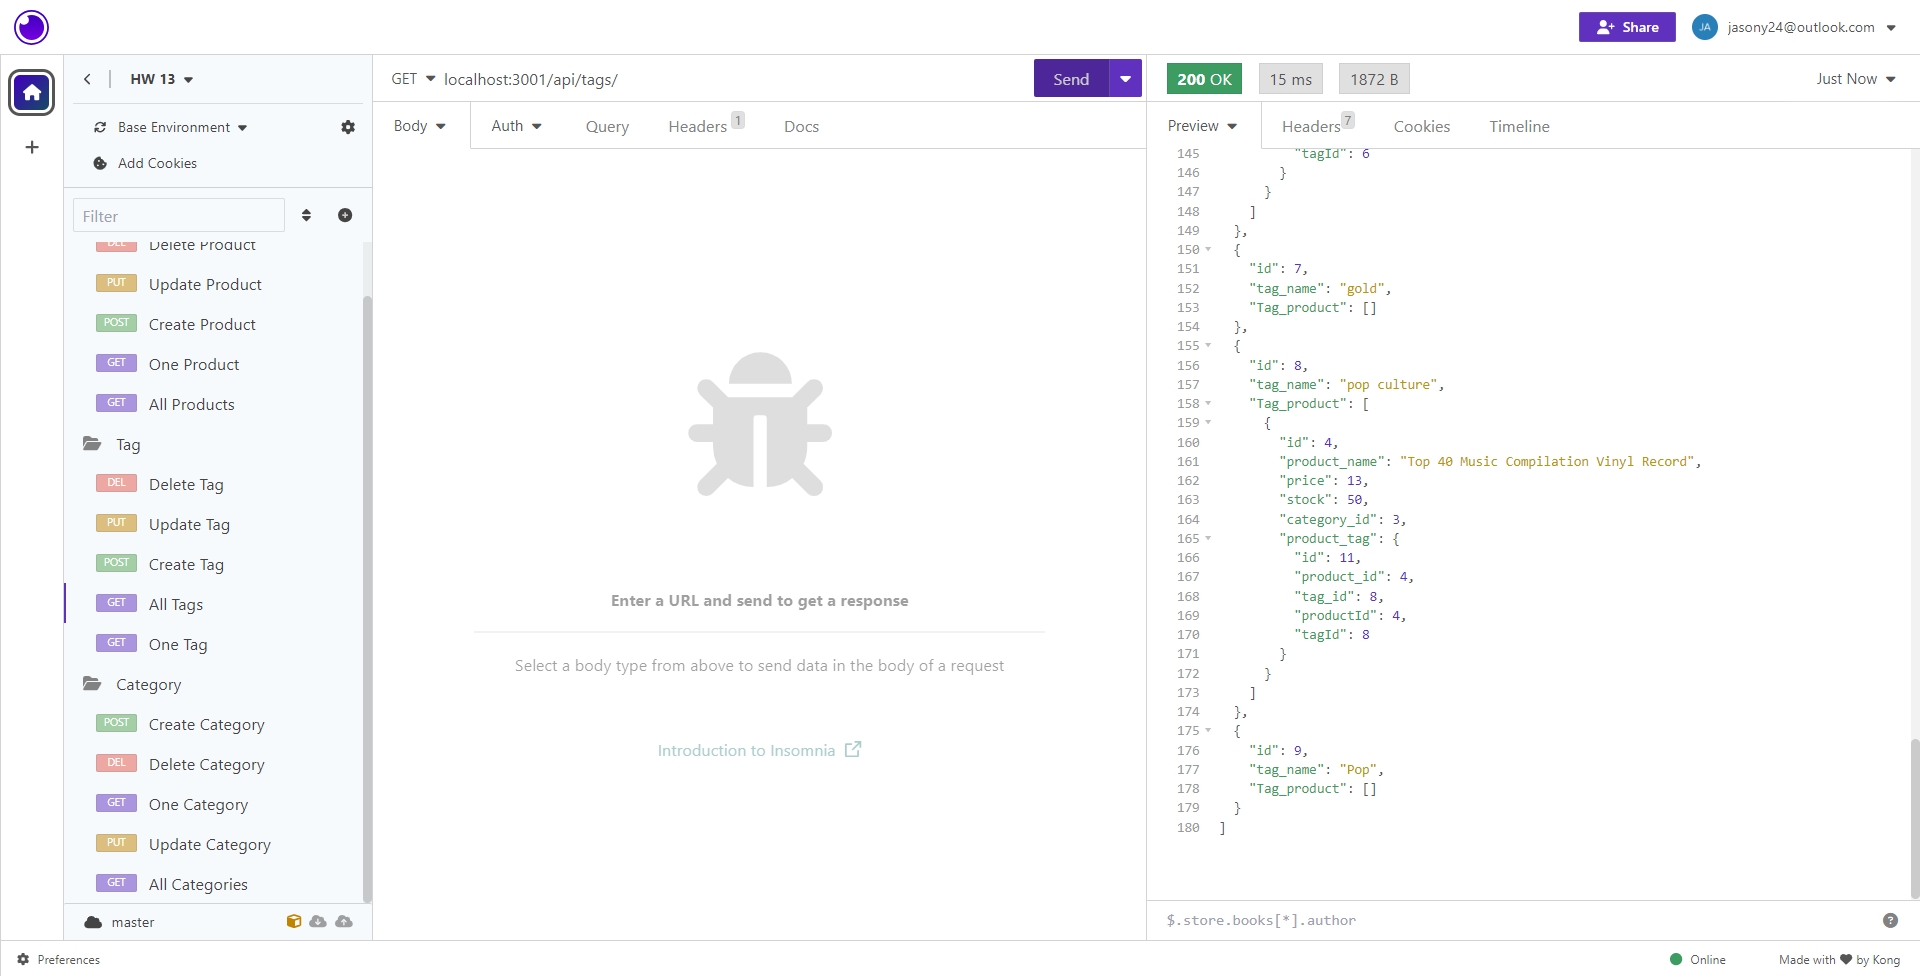 Share
JA
jasony24@outlook.com
HW 13
Base Environment
Add Cookies
Filter
DEL Delete Product
PUT Update Product
POST Create Product
GET One Product
GET All Products
Tag
DEL Delete Tag
PUT Update Tag
POST Create Tag
GET All Tags
GET One Tag
Category
POST Create Category
DEL Delete Category
GET One Category
PUT Update Category
GET All Categories
master
GET localhost:3001/api/tags/
Send
Body Auth Query Headers 1 Docs
Enter a URL and send to get a response
Select a body type from above to send data in the body of a request
Introduction to Insomnia
200 OK 15 ms 1872 B Just Now
Preview Headers 7 Cookies Timeline
145 "tagId": 6
146 }
147 }
148 ]
149 },
150 {
151 "id": 7,
152 "tag_name": "gold",
153 "Tag_product": []
154 },
155 {
156 "id": 8,
157 "tag_name": "pop culture",
158 "Tag_product": [
159 {
160 "id": 4,
161 "product_name": "Top 40 Music Compilation Vinyl Record",
162 "price": 13,
163 "stock": 50,
164 "category_id": 3,
165 "product_tag": {
166 "id": 11,
167 "product_id": 4,
168 "tag_id": 8,
169 "productId": 4,
170 "tagId": 8
171 }
172 }
173 ]
174 },
175 {
176 "id": 9,
177 "tag_name": "Pop",
178 "Tag_product": []
179 }
180 ]
$.store.books[*].author
?
Preferences
Online
Made with ♥ by Kong